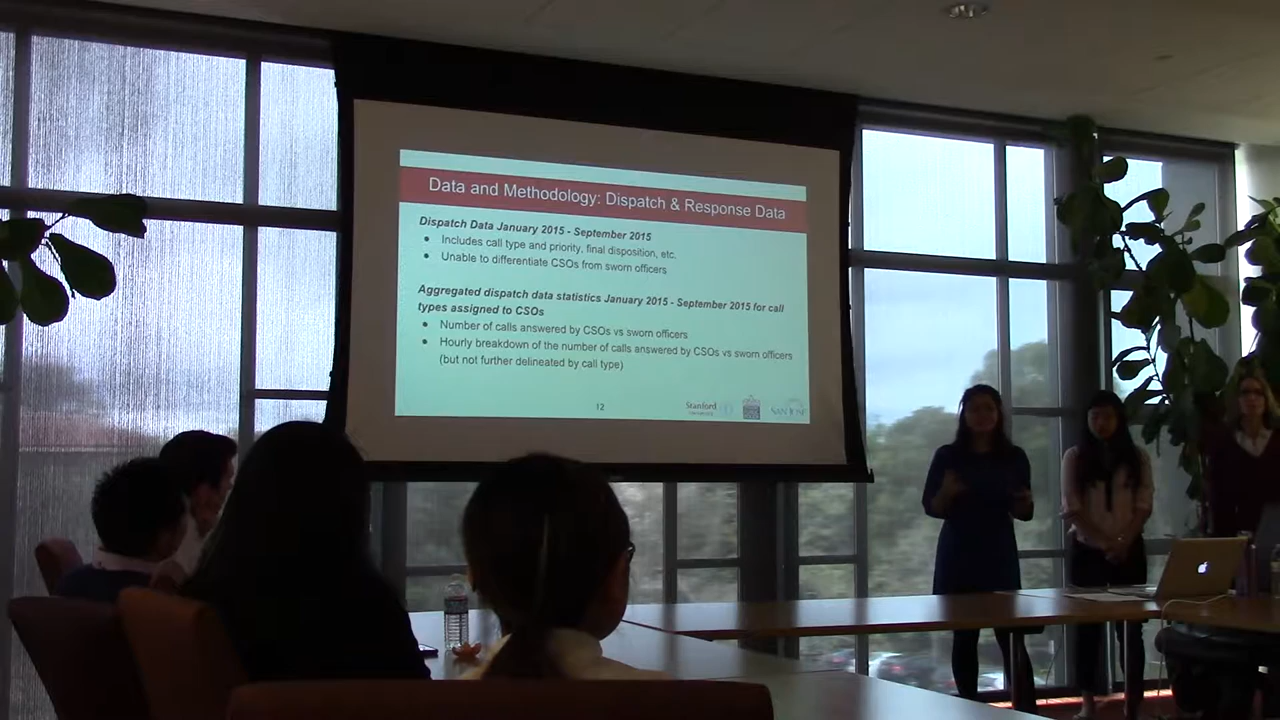 Data and Methodology: Dispatch & Response Data
Dispatch Data January 2015 - September 2015
● Includes call type and priority, final disposition, etc.
● Unable to differentiate CSOs from sworn officers
Aggregated dispatch data statistics January 2015 - September 2015 for call
types assigned to CSOs
● Number of calls answered by CSOs vs sworn officers
● Hourly breakdown of the number of calls answered by CSOs vs sworn officers
(but not further delineated by call type)
12
Stanford
SAN JOSE